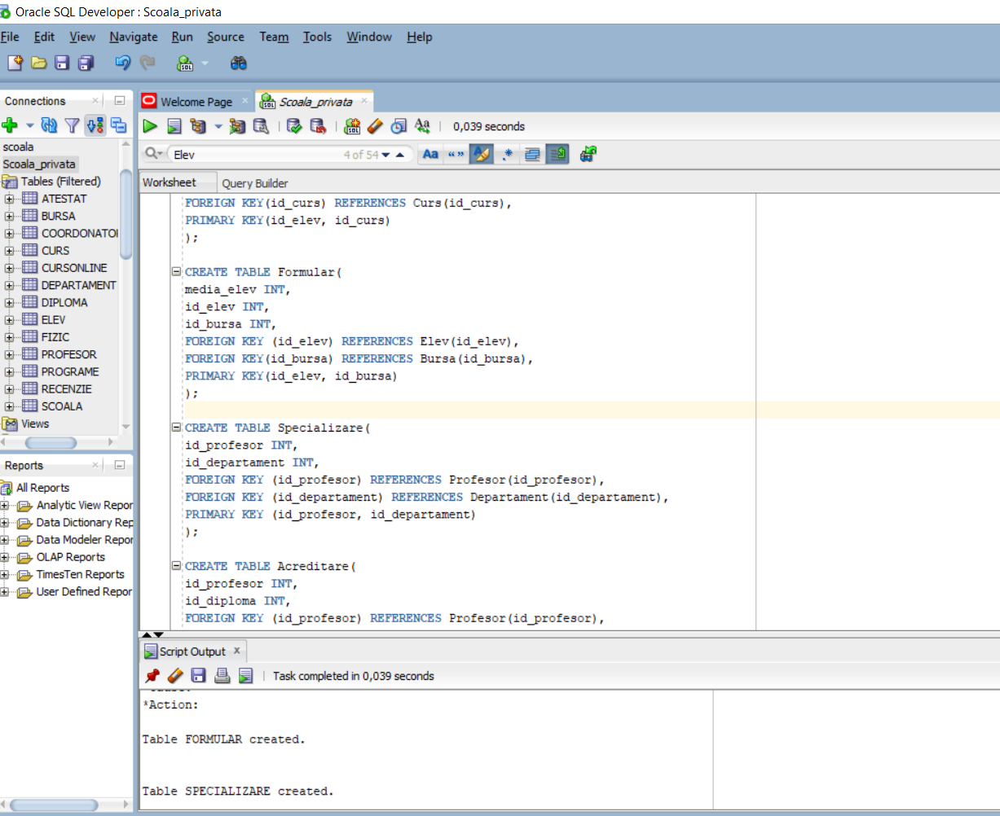 Oracle SQL Developer : Scoala_privata
File Edit View Navigate Run Source Team Tools Window Help
Connections
Welcome Page
Scoala_privata
0,039 seconds
scoala
Scoala_privata
Tables (Filtered)
ATESTAT
BURSA
COORDONATO
CURS
CURSONLINE
DEPARTAMENT
DIPLOMA
ELEV
FIZIC
PROFESOR
PROGRAME
RECENZIE
SCOALA
Views
Elev
4 of 54
Aa “ ” .*
Worksheet Query Builder
FOREIGN KEY(id_curs) REFERENCES Curs(id_curs),
PRIMARY KEY(id_elev, id_curs)
);
CREATE TABLE Formular(
media_elev INT,
id_elev INT,
id_bursa INT,
FOREIGN KEY (id_elev) REFERENCES Elev(id_elev),
FOREIGN KEY(id_bursa) REFERENCES Bursa(id_bursa),
PRIMARY KEY(id_elev, id_bursa)
);
CREATE TABLE Specializare(
id_profesor INT,
id_departament INT,
FOREIGN KEY (id_profesor) REFERENCES Profesor(id_profesor),
FOREIGN KEY (id_departament) REFERENCES Departament(id_departament),
PRIMARY KEY (id_profesor, id_departament)
);
CREATE TABLE Acreditare(
id_profesor INT,
id_diploma INT,
FOREIGN KEY (id_profesor) REFERENCES Profesor(id_profesor),
Reports
All Reports
Analytic View Repor
Data Dictionary Rep
Data Modeler Repor
OLAP Reports
TimesTen Reports
User Defined Repor
Script Output
Task completed in 0,039 seconds
*Action:
Table FORMULAR created.
Table SPECIALIZARE created.